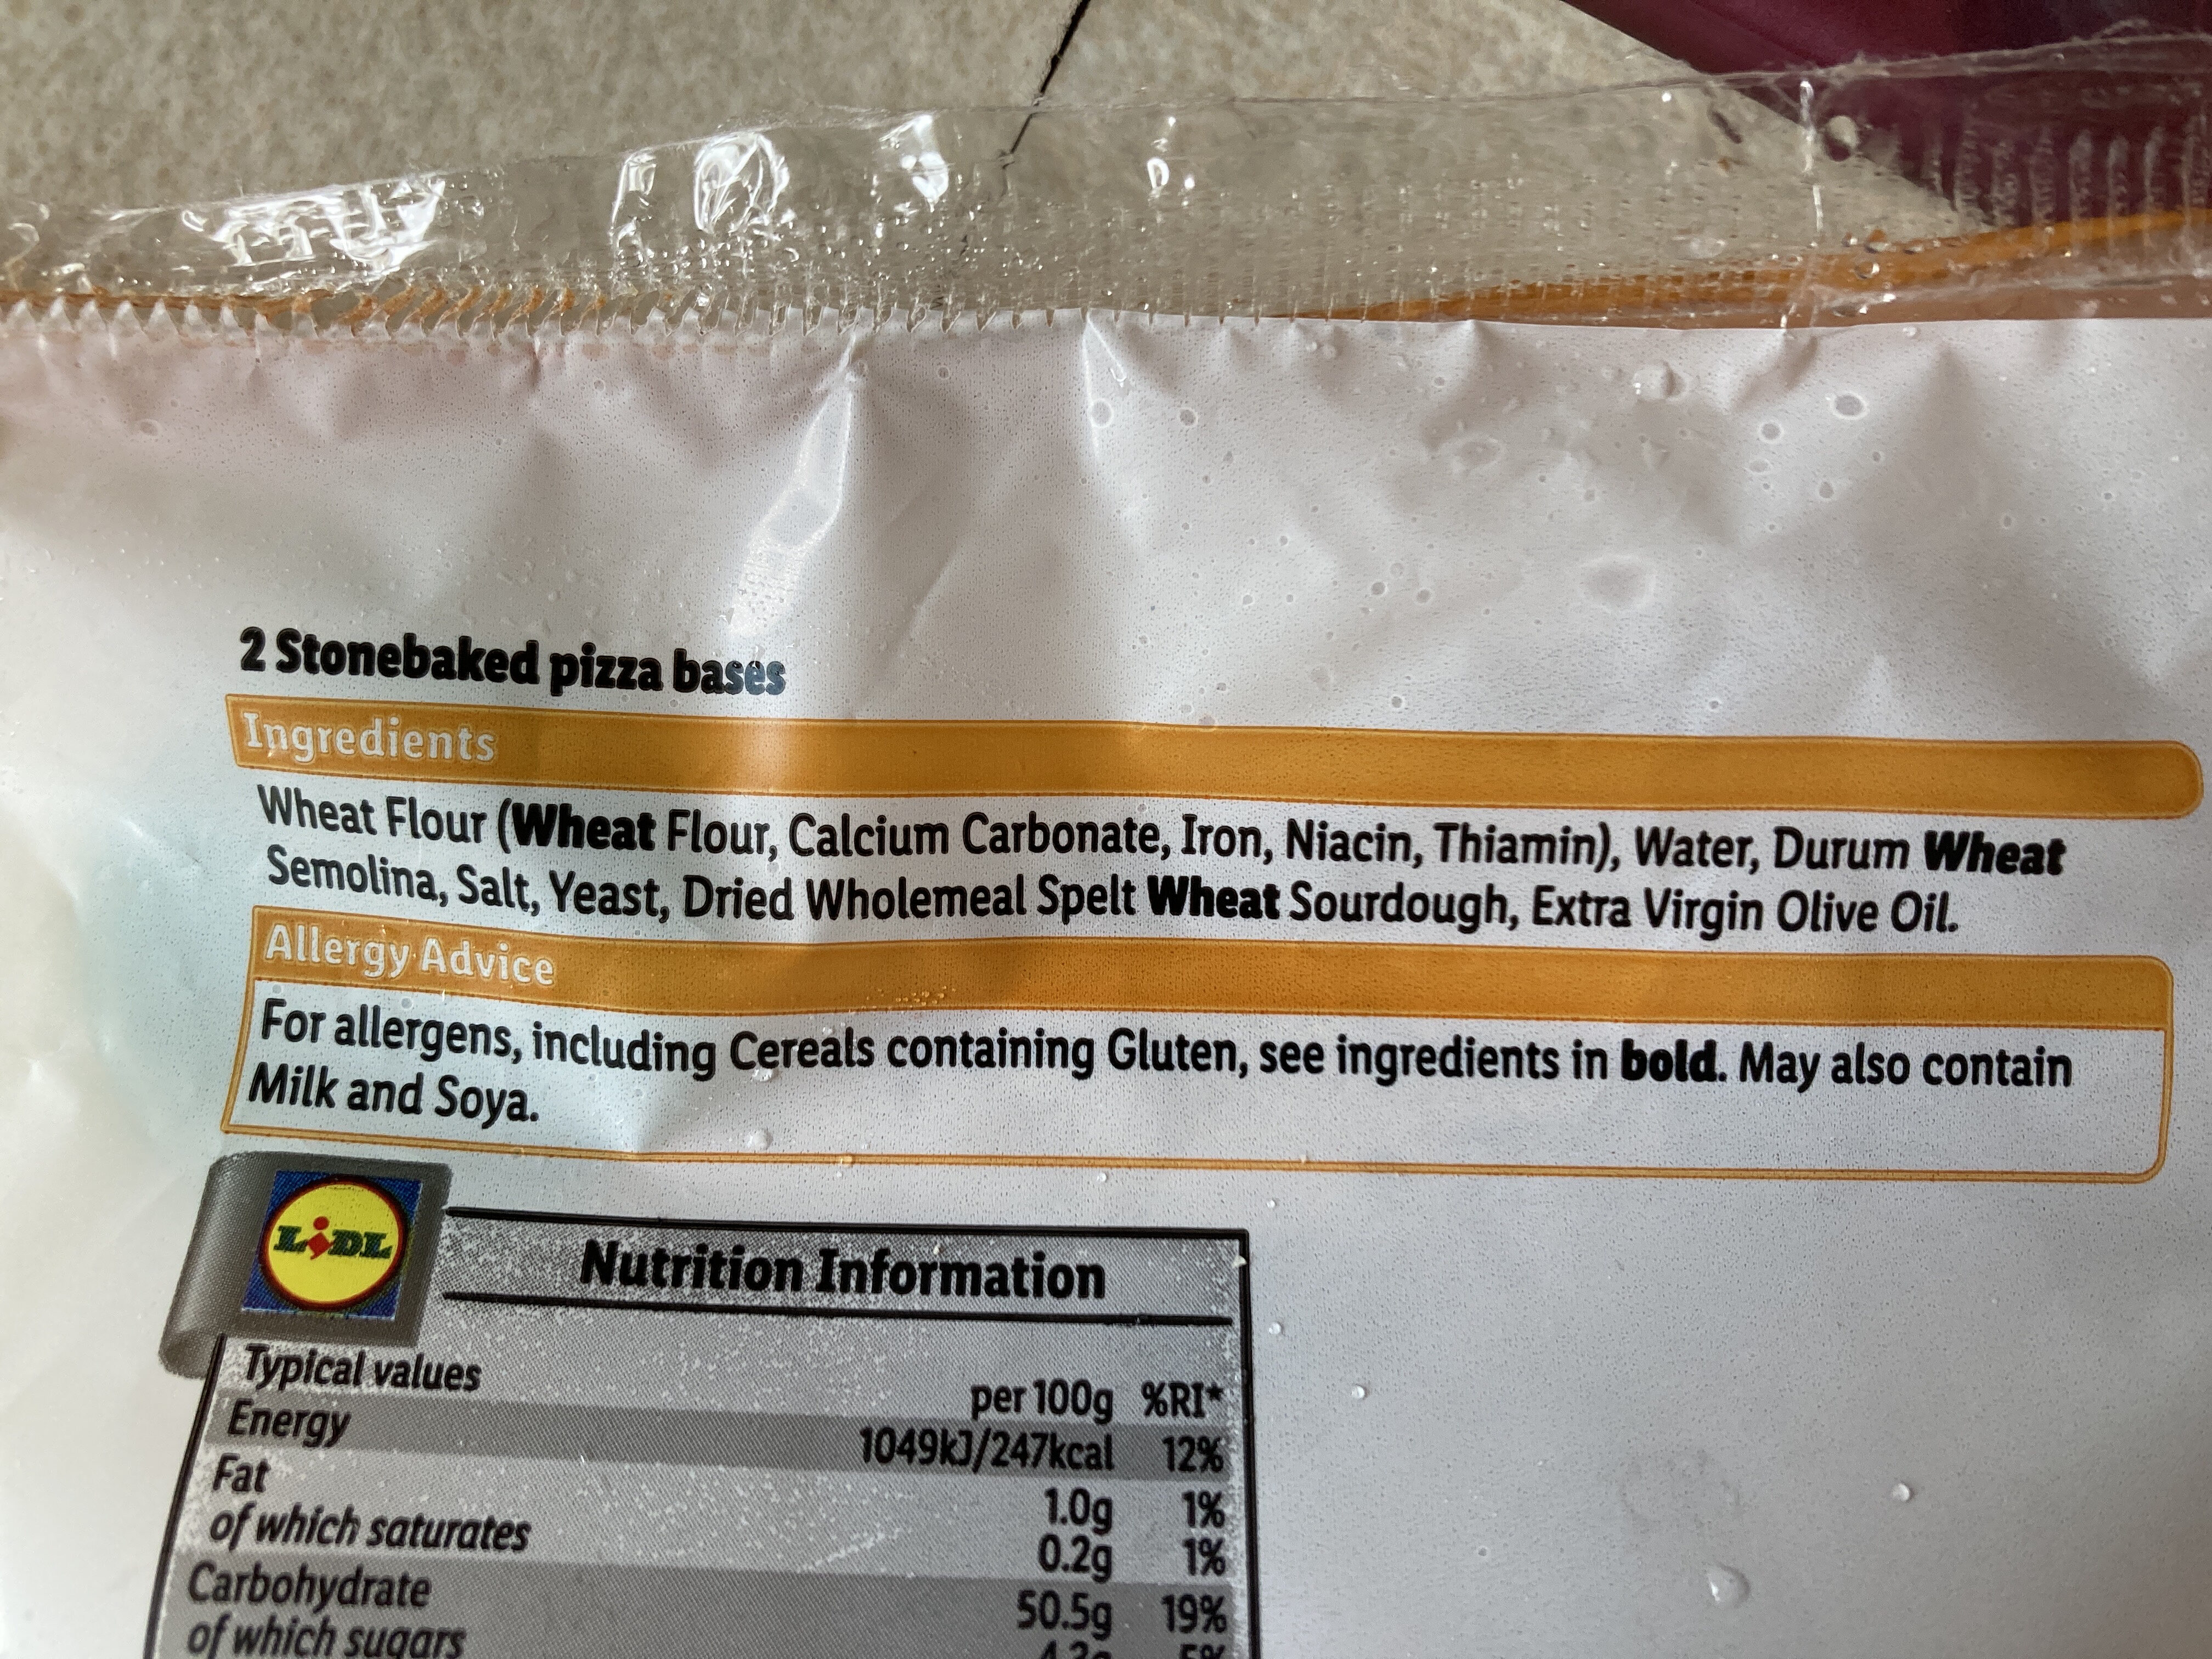 2 Stonebaked pizza bases
Ingredients
Wheat Flour (Wheat Flour, Calcium Carbonate, Iron, Niacin, Thiamin), Water, Durum Wheat
Semolina, Salt, Yeast, Dried Wholemeal Spelt Wheat Sourdough, Extra Virgin Olive Oil.
Allergy Advice
For allergens, including Cereals containing Gluten, see ingredients in bold. May also contain
Milk and Soya.
LiDL
Nutrition Information
Typical values per 100g %RI*
Energy 1049kJ/247kcal 12%
Fat 1.0g 1%
of which saturates 0.2g 1%
Carbohydrate 50.5g 19%
of which sugars